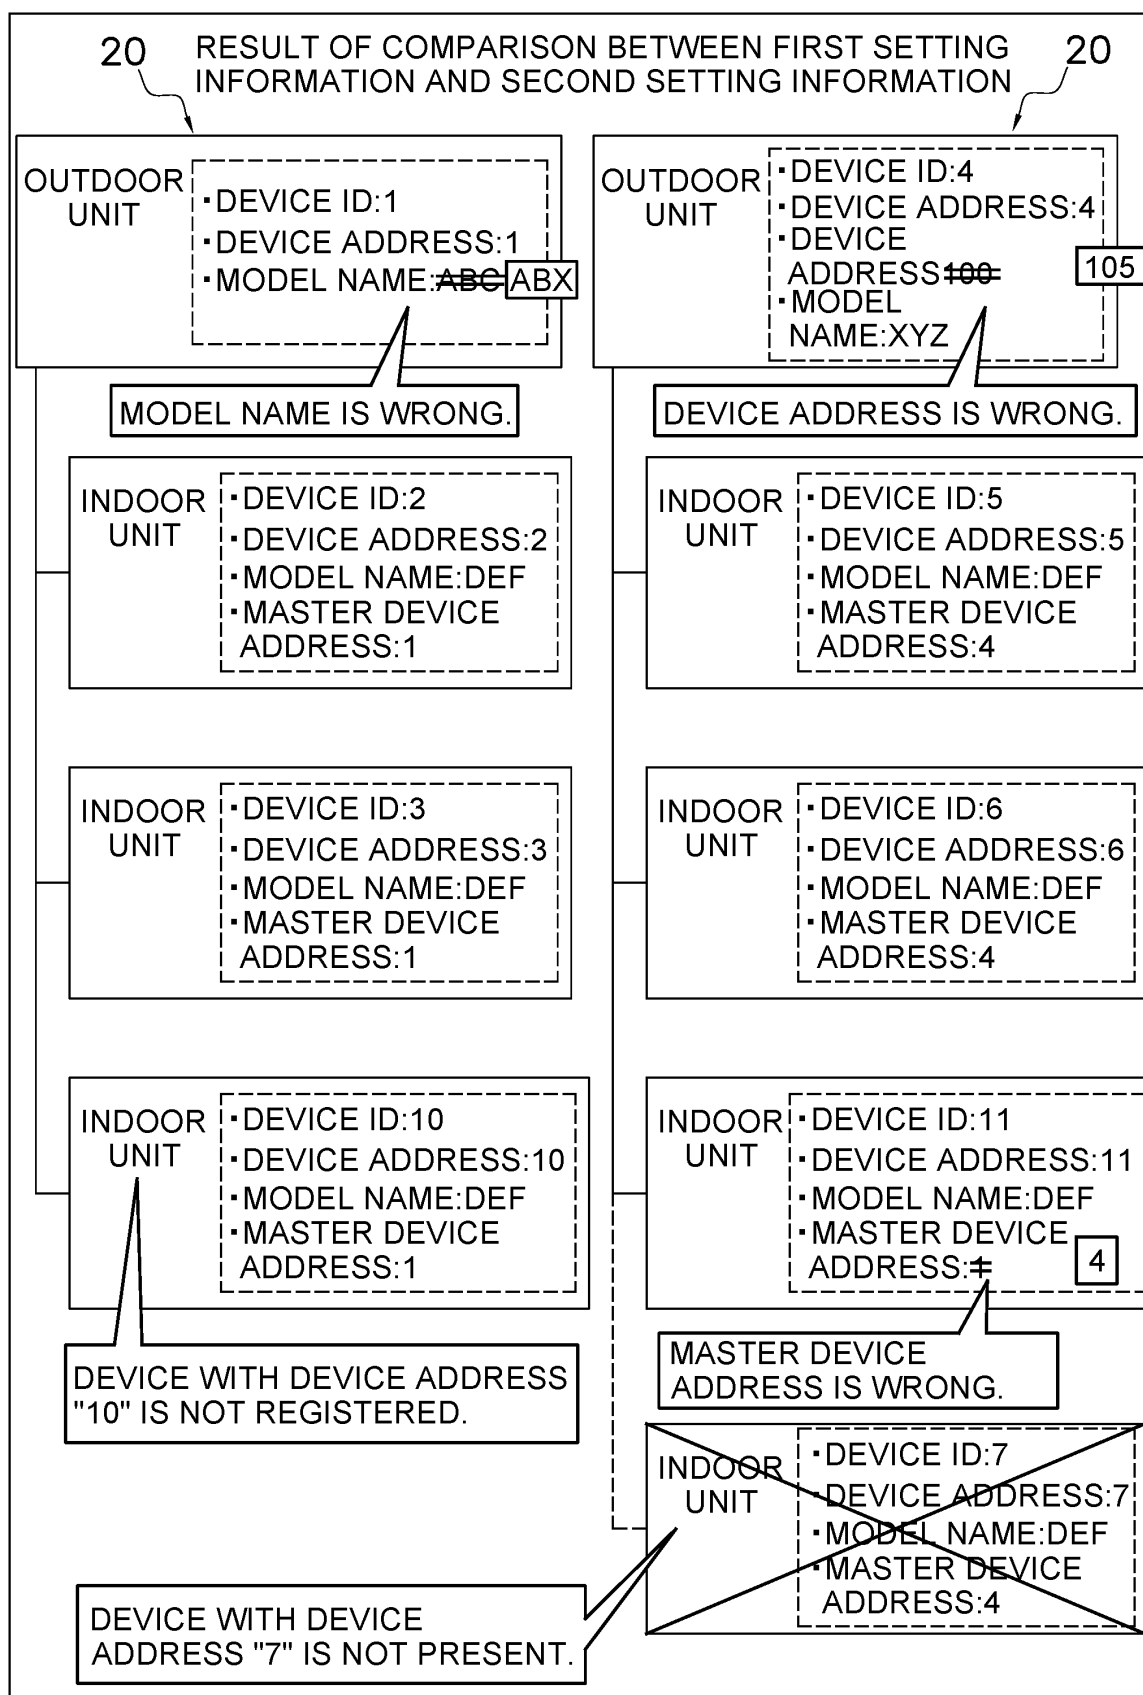 20 RESULT OF COMPARISON BETWEEN FIRST SETTING 20
INFORMATION AND SECOND SETTING INFORMATION
OUTDOOR
UNIT
·DEVICE ID:1
·DEVICE ADDRESS:1
·MODEL NAME:ABC ABX
MODEL NAME IS WRONG.
INDOOR
UNIT
·DEVICE ID:2
·DEVICE ADDRESS:2
·MODEL NAME:DEF
·MASTER DEVICE
ADDRESS:1
INDOOR
UNIT
·DEVICE ID:3
·DEVICE ADDRESS:3
·MODEL NAME:DEF
·MASTER DEVICE
ADDRESS:1
INDOOR
UNIT
·DEVICE ID:10
·DEVICE ADDRESS:10
·MODEL NAME:DEF
·MASTER DEVICE
ADDRESS:1
DEVICE WITH DEVICE ADDRESS
"10" IS NOT REGISTERED.
OUTDOOR
UNIT
·DEVICE ID:4
·DEVICE ADDRESS:4
·DEVICE
ADDRESS100 105
·MODEL
NAME:XYZ
DEVICE ADDRESS IS WRONG.
INDOOR
UNIT
·DEVICE ID:5
·DEVICE ADDRESS:5
·MODEL NAME:DEF
·MASTER DEVICE
ADDRESS:4
INDOOR
UNIT
·DEVICE ID:6
·DEVICE ADDRESS:6
·MODEL NAME:DEF
·MASTER DEVICE
ADDRESS:4
INDOOR
UNIT
·DEVICE ID:11
·DEVICE ADDRESS:11
·MODEL NAME:DEF
·MASTER DEVICE
ADDRESS:1 4
MASTER DEVICE
ADDRESS IS WRONG.
INDOOR
UNIT
·DEVICE ID:7
·DEVICE ADDRESS:7
·MODEL NAME:DEF
·MASTER DEVICE
ADDRESS:4
DEVICE WITH DEVICE
ADDRESS "7" IS NOT PRESENT.